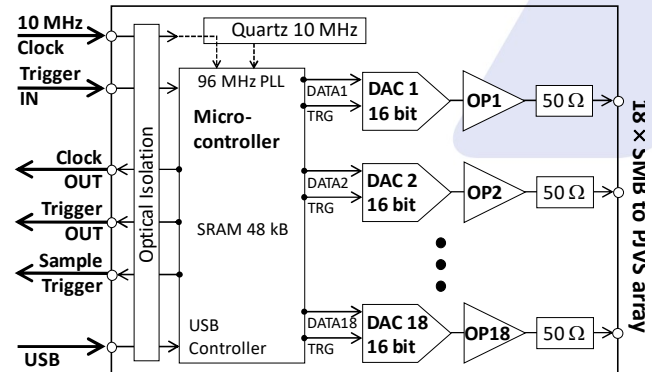 10 MHz
Clock
Trigger
IN
Clock
OUT
Trigger
OUT
Sample
Trigger
USB
Optical Isolation
Quartz 10 MHz
96 MHz PLL
Micro-
controller
SRAM 48 kB
USB
Controller
DATA1
TRG
DAC 1
16 bit
OP1
50 Ω
DATA2
TRG
DAC 2
16 bit
OP2
50 Ω
DATA18
TRG
DAC 18
16 bit
OP18
50 Ω
18 × SMB to PJVS array